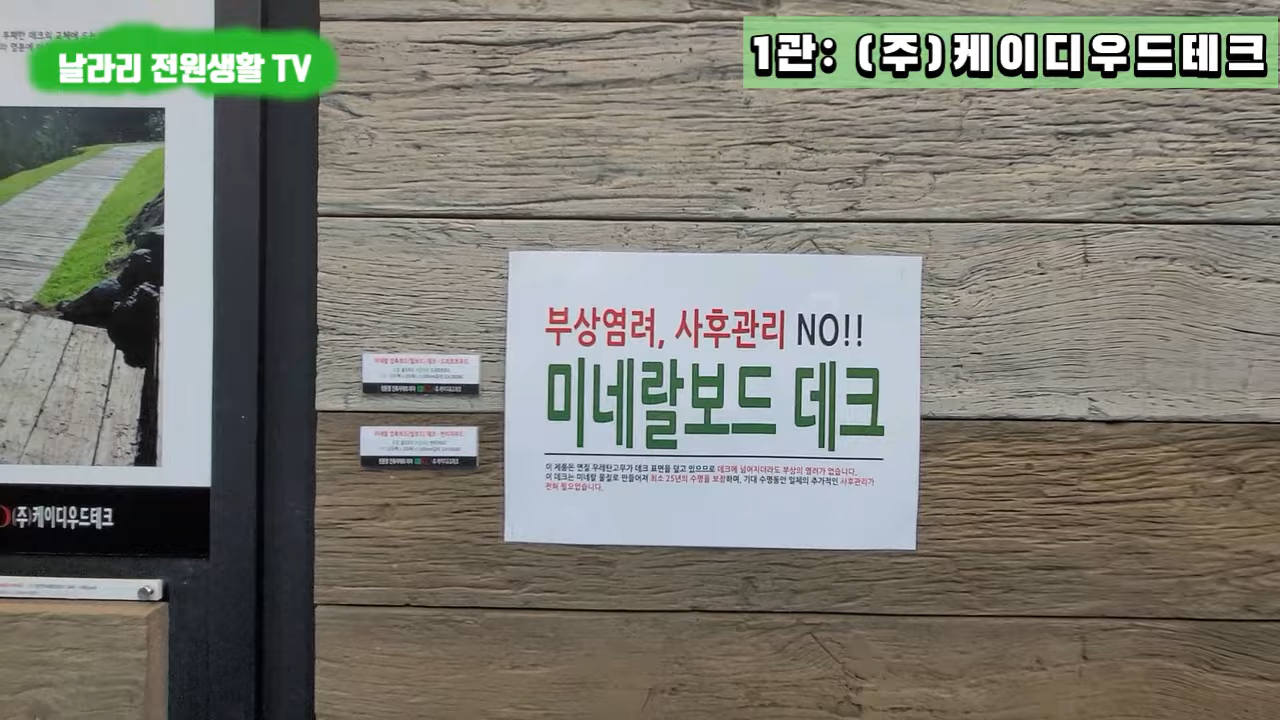 날라리 전원생활 TV
1관: (주)케이디우드테크
부상염려, 사후관리 NO!!
미네랄보드 데크
이 제품은 연질 우레탄고무가 데크 표면을 덮고 있으므로 데크에 넘어지더라도 부상의 염려가 없습니다.
이 데크는 미네랄 물질로 만들어져 최소 25년의 수명을 보장하며, 기대 수명동안 일체의 추가적인 사후관리가
전혀 필요없습니다.
(주)케이디우드테크